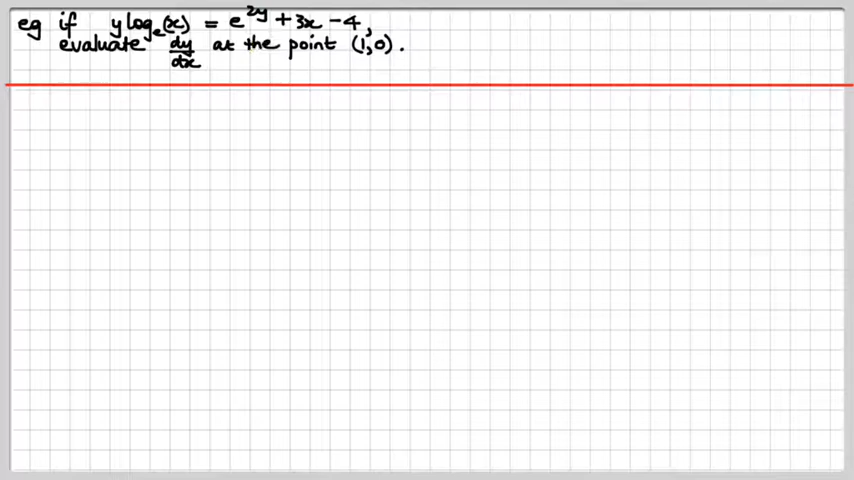 eg if y logₑ(x) = e^{2y} + 3x - 4,
evaluate dy/dx at the point (1,0).